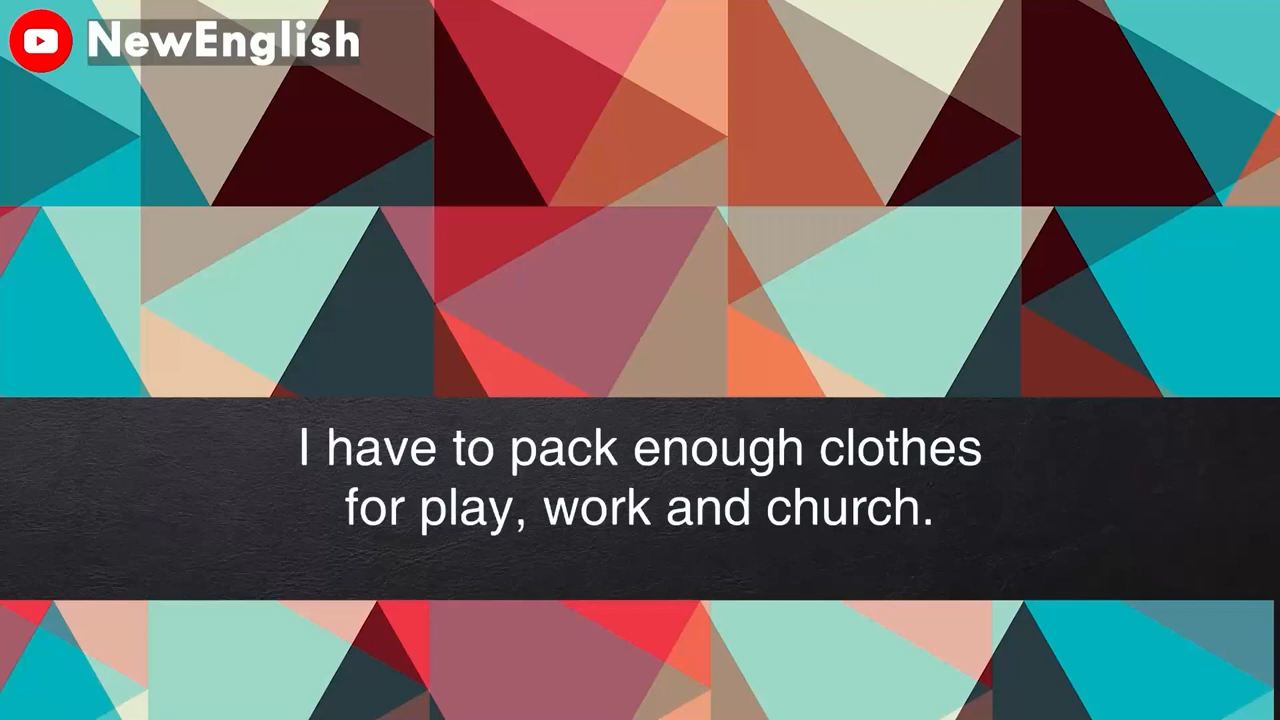 NewEnglish
I have to pack enough clothes
for play, work and church.